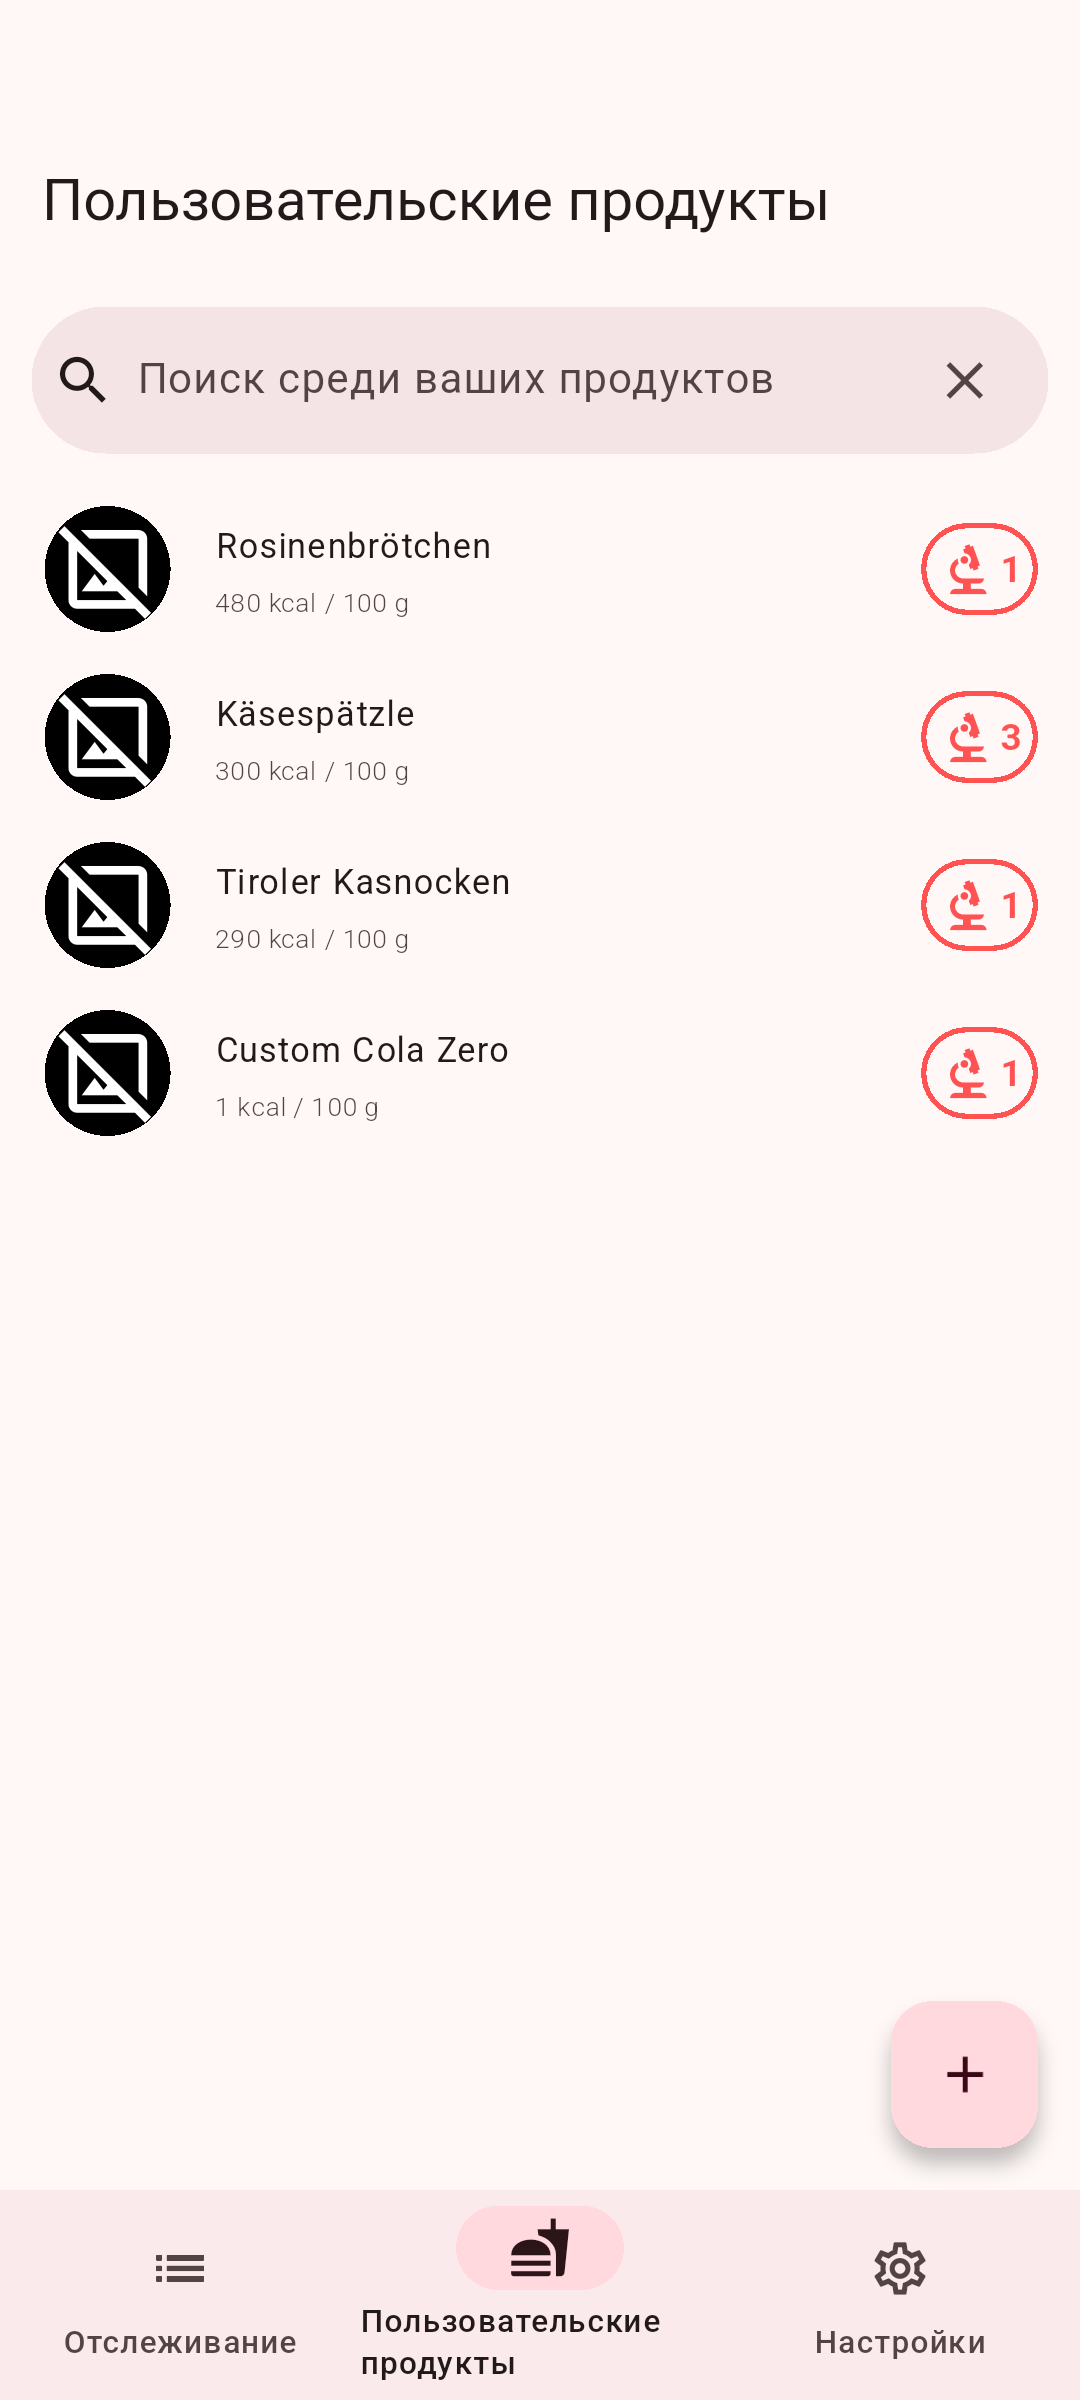 Пользовательские продукты
Поиск среди ваших продуктов
Rosinenbrötchen
480 kcal / 100 g
1
Käsespätzle
300 kcal / 100 g
3
Tiroler Kasnocken
290 kcal / 100 g
1
Custom Cola Zero
1 kcal / 100 g
1
Отслеживание
Пользовательские
продукты
Настройки